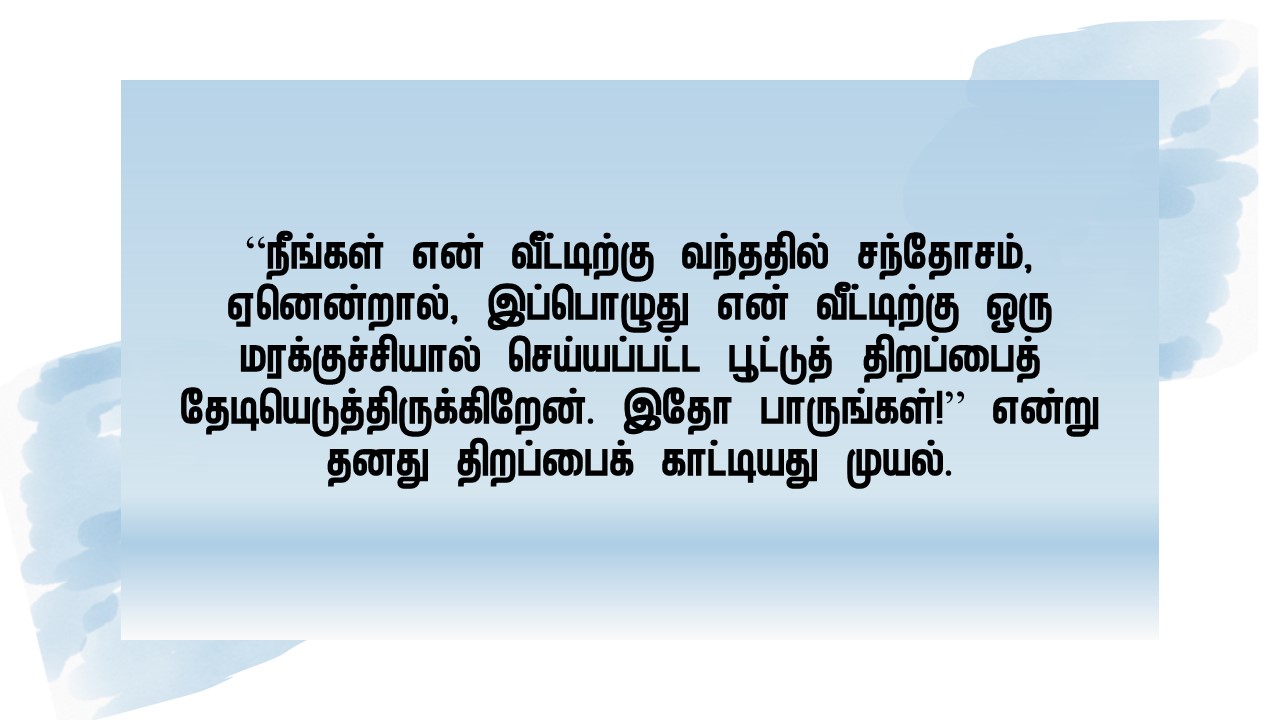 “நீங்கள் என் வீட்டிற்கு வந்ததில் சந்தோசம்,
ஏனென்றால், இப்பொழுது என் வீட்டிற்கு ஒரு
மரக்குச்சியால் செய்யப்பட்ட பூட்டுத் திறப்பைத்
தேடியெடுத்திருக்கிறேன். இதோ பாருங்கள்!” என்று
தனது திறப்பைக் காட்டியது முயல்.